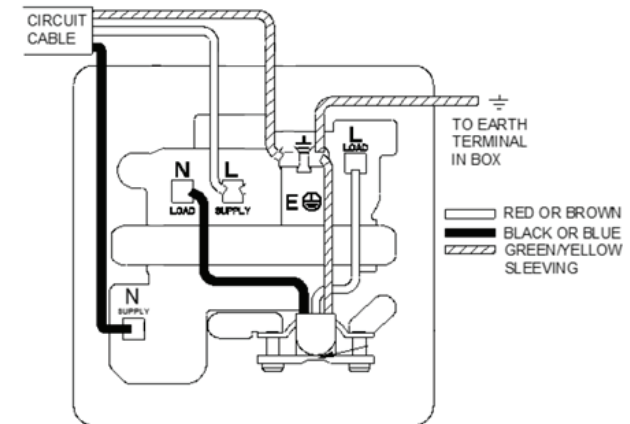 CIRCUIT
CABLE
TO EARTH
TERMINAL
IN BOX
L
LOAD
N
LOAD
L
SUPPLY
E
N
SUPPLY
RED OR BROWN
BLACK OR BLUE
GREEN/YELLOW
SLEEVING